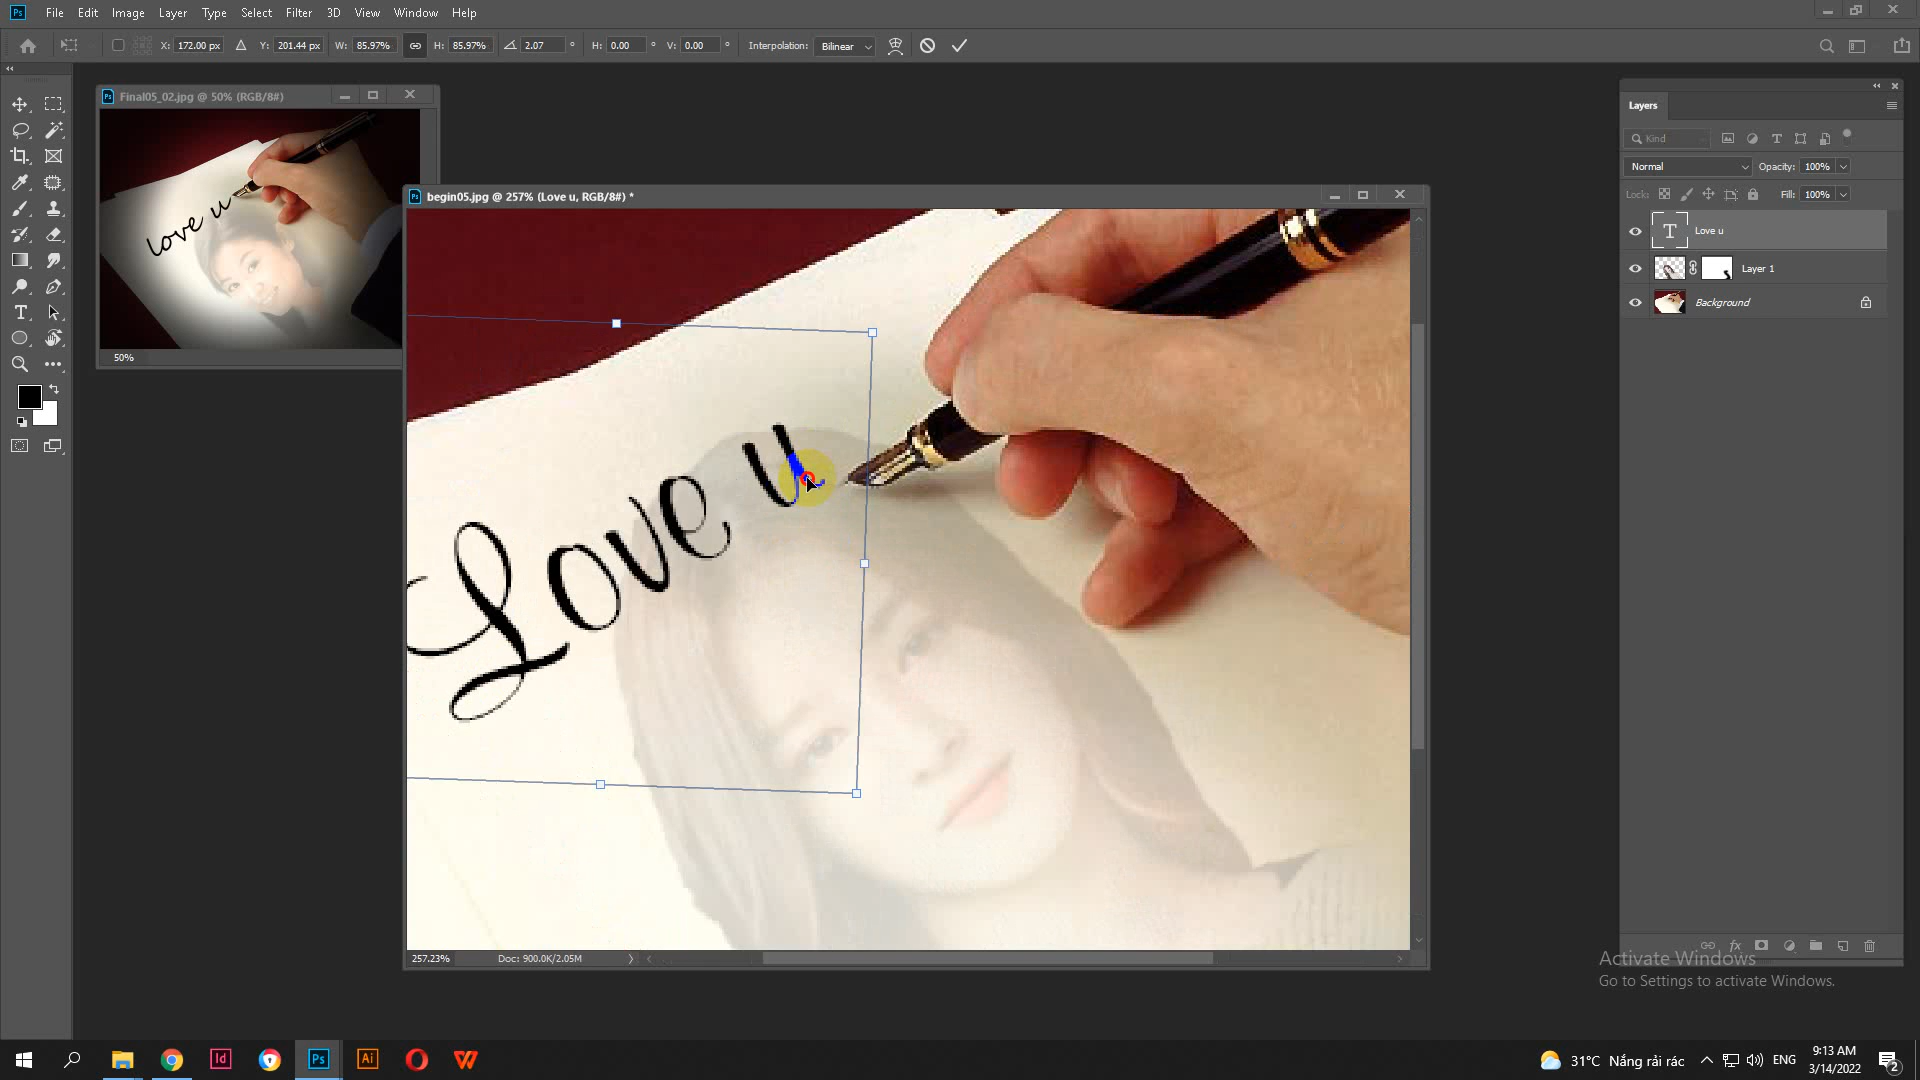 File Edit Image Layer Type Select Filter 3D View Window Help
X: 172.00 px Y: 201.44 px W: 85.97% H: 85.97% 2.07 ° H: 0.00 ° V: 0.00 ° Interpolation: Bilinear
Final05_02.jpg @ 50% (RGB/8#)
love u
50%
begin05.jpg @ 257% (Love u, RGB/8#) *
Love u
257.23% Doc: 900.0K/2.05M
Layers
Kind
Normal Opacity: 100%
Lock: Fill: 100%
T Love u
Layer 1
Background
Activate Windows
Go to Settings to activate Windows.
Ps Id Ai
31°C Nắng rải rác ENG 9:13 AM
3/14/2022
2